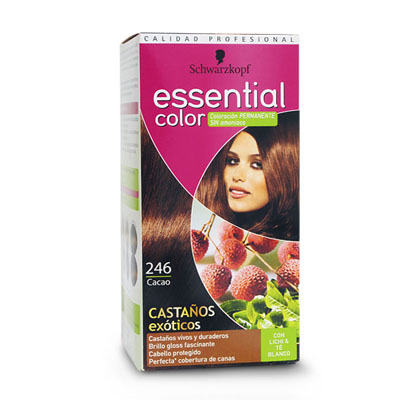 CALIDAD PROFESIONAL
Schwarzkopf
essential
color
Coloración PERMANENTE
SIN amoniaco
246
Cacao
CASTAÑOS
exóticos
Castaños vivos y duraderos
Brillo gloss fascinante
Cabello protegido
Perfecta* cobertura de canas
CON
LICHI &
TÉ
BLANCO